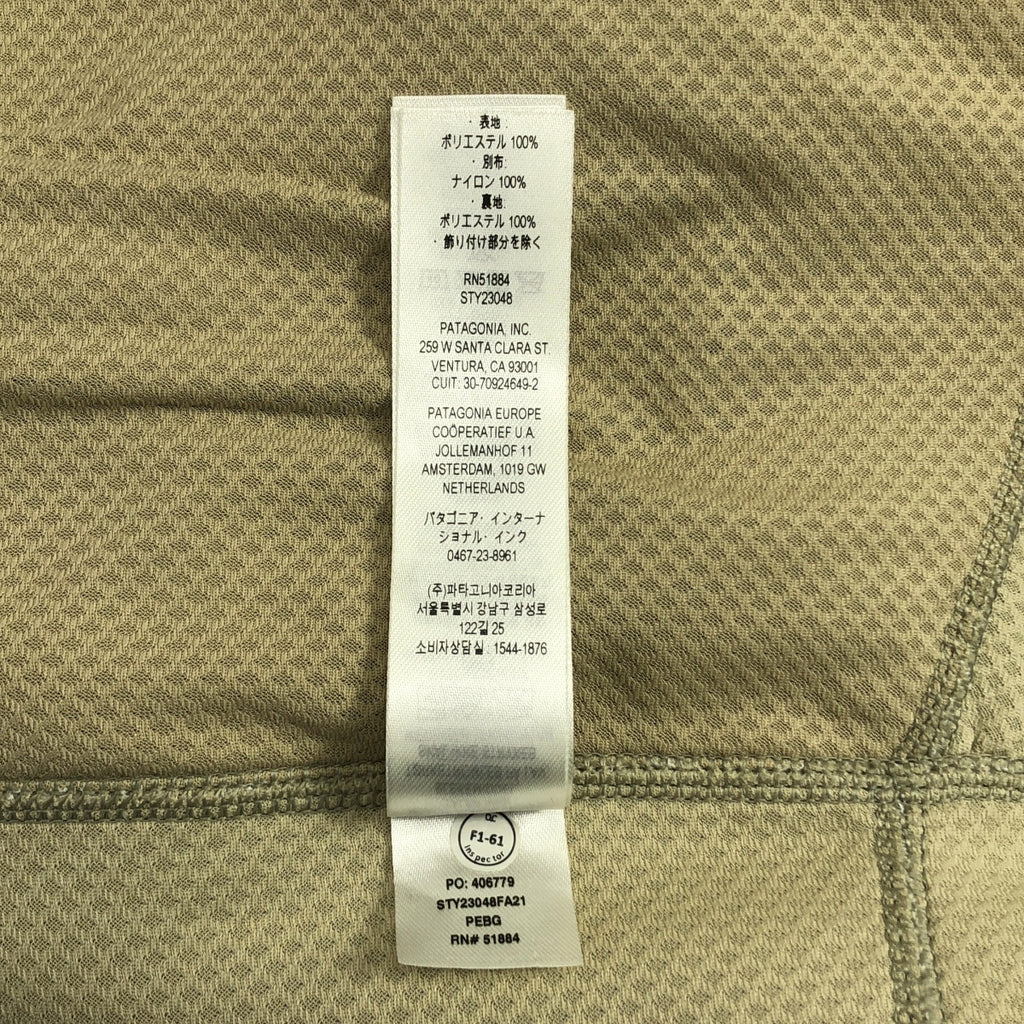 · 表地:
ポリエステル 100%
· 別布:
ナイロン 100%
· 裏地:
ポリエステル 100%
· 飾り付け部分を除く
RN51884
STY23048
PATAGONIA, INC.
259 W SANTA CLARA ST.
VENTURA, CA 93001
CUIT: 30-70924649-2
PATAGONIA EUROPE
COÖPERATIEF U.A.
JOLLEMANHOF 11
AMSTERDAM, 1019 GW
NETHERLANDS
パタゴニア・インターナ
ショナル・インク
0467-23-8961
(주)파타고니아코리아
서울특별시 강남구 삼성로
122길 25
소비자상담실 : 1544-1876
F1-61
inspector
PO: 406779
STY23048FA21
PEBG
RN# 51884